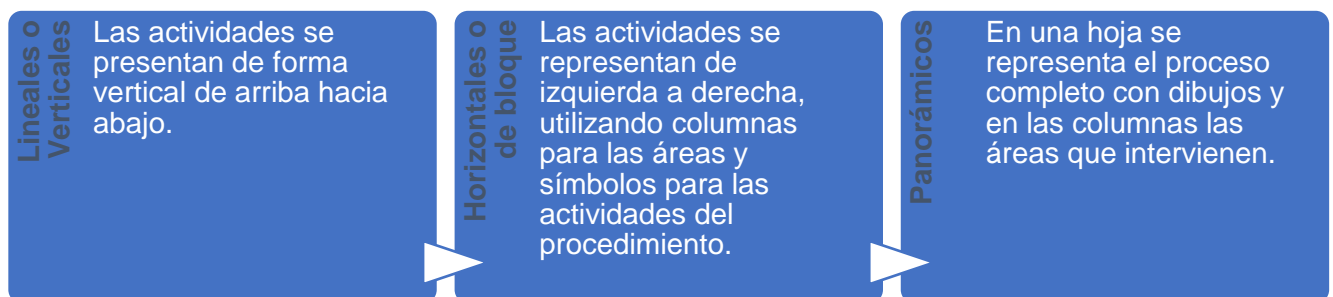 Lineales o
Verticales
Las actividades se
presentan de forma
vertical de arriba hacia
abajo.
Horizontales o
de bloque
Las actividades se
representan de
izquierda a derecha,
utilizando columnas
para las áreas y
símbolos para las
actividades del
procedimiento.
Panorámicos
En una hoja se
representa el proceso
completo con dibujos y
en las columnas las
áreas que intervienen.